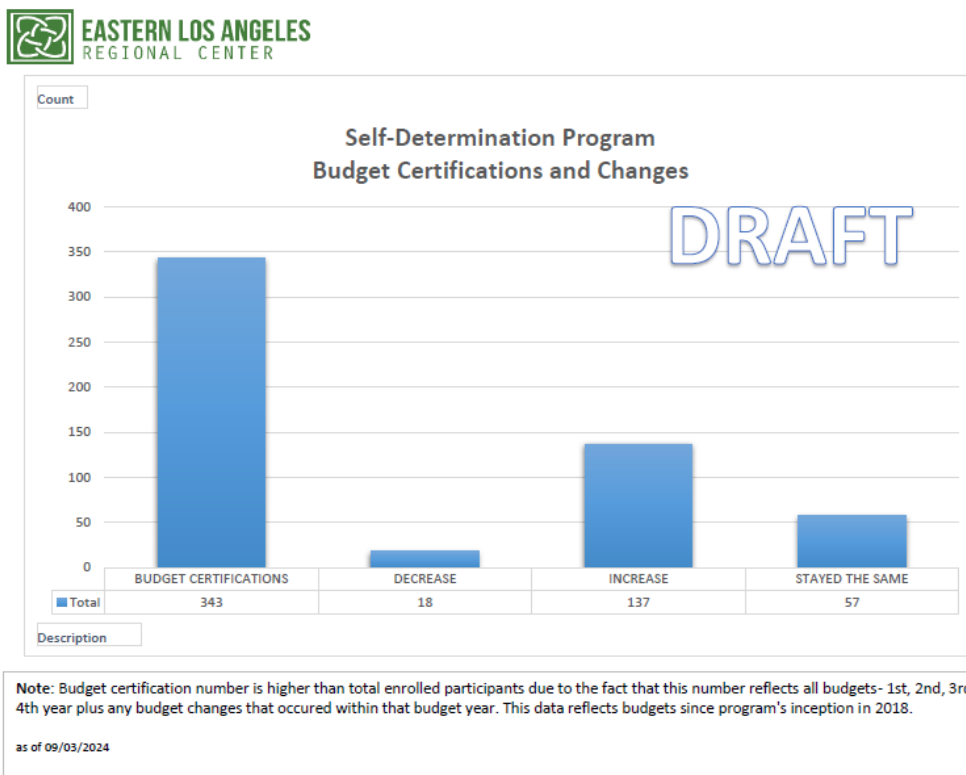 EASTERN LOS ANGELES
REGIONAL CENTER
Count
Self-Determination Program
Budget Certifications and Changes
DRAFT
400
350
300
250
200
150
100
50
0
BUDGET CERTIFICATIONS DECREASE INCREASE STAYED THE SAME
Total 343 18 137 57
Description
Note: Budget certification number is higher than total enrolled participants due to the fact that this number reflects all budgets- 1st, 2nd, 3rd
4th year plus any budget changes that occured within that budget year. This data reflects budgets since program's inception in 2018.
as of 09/03/2024